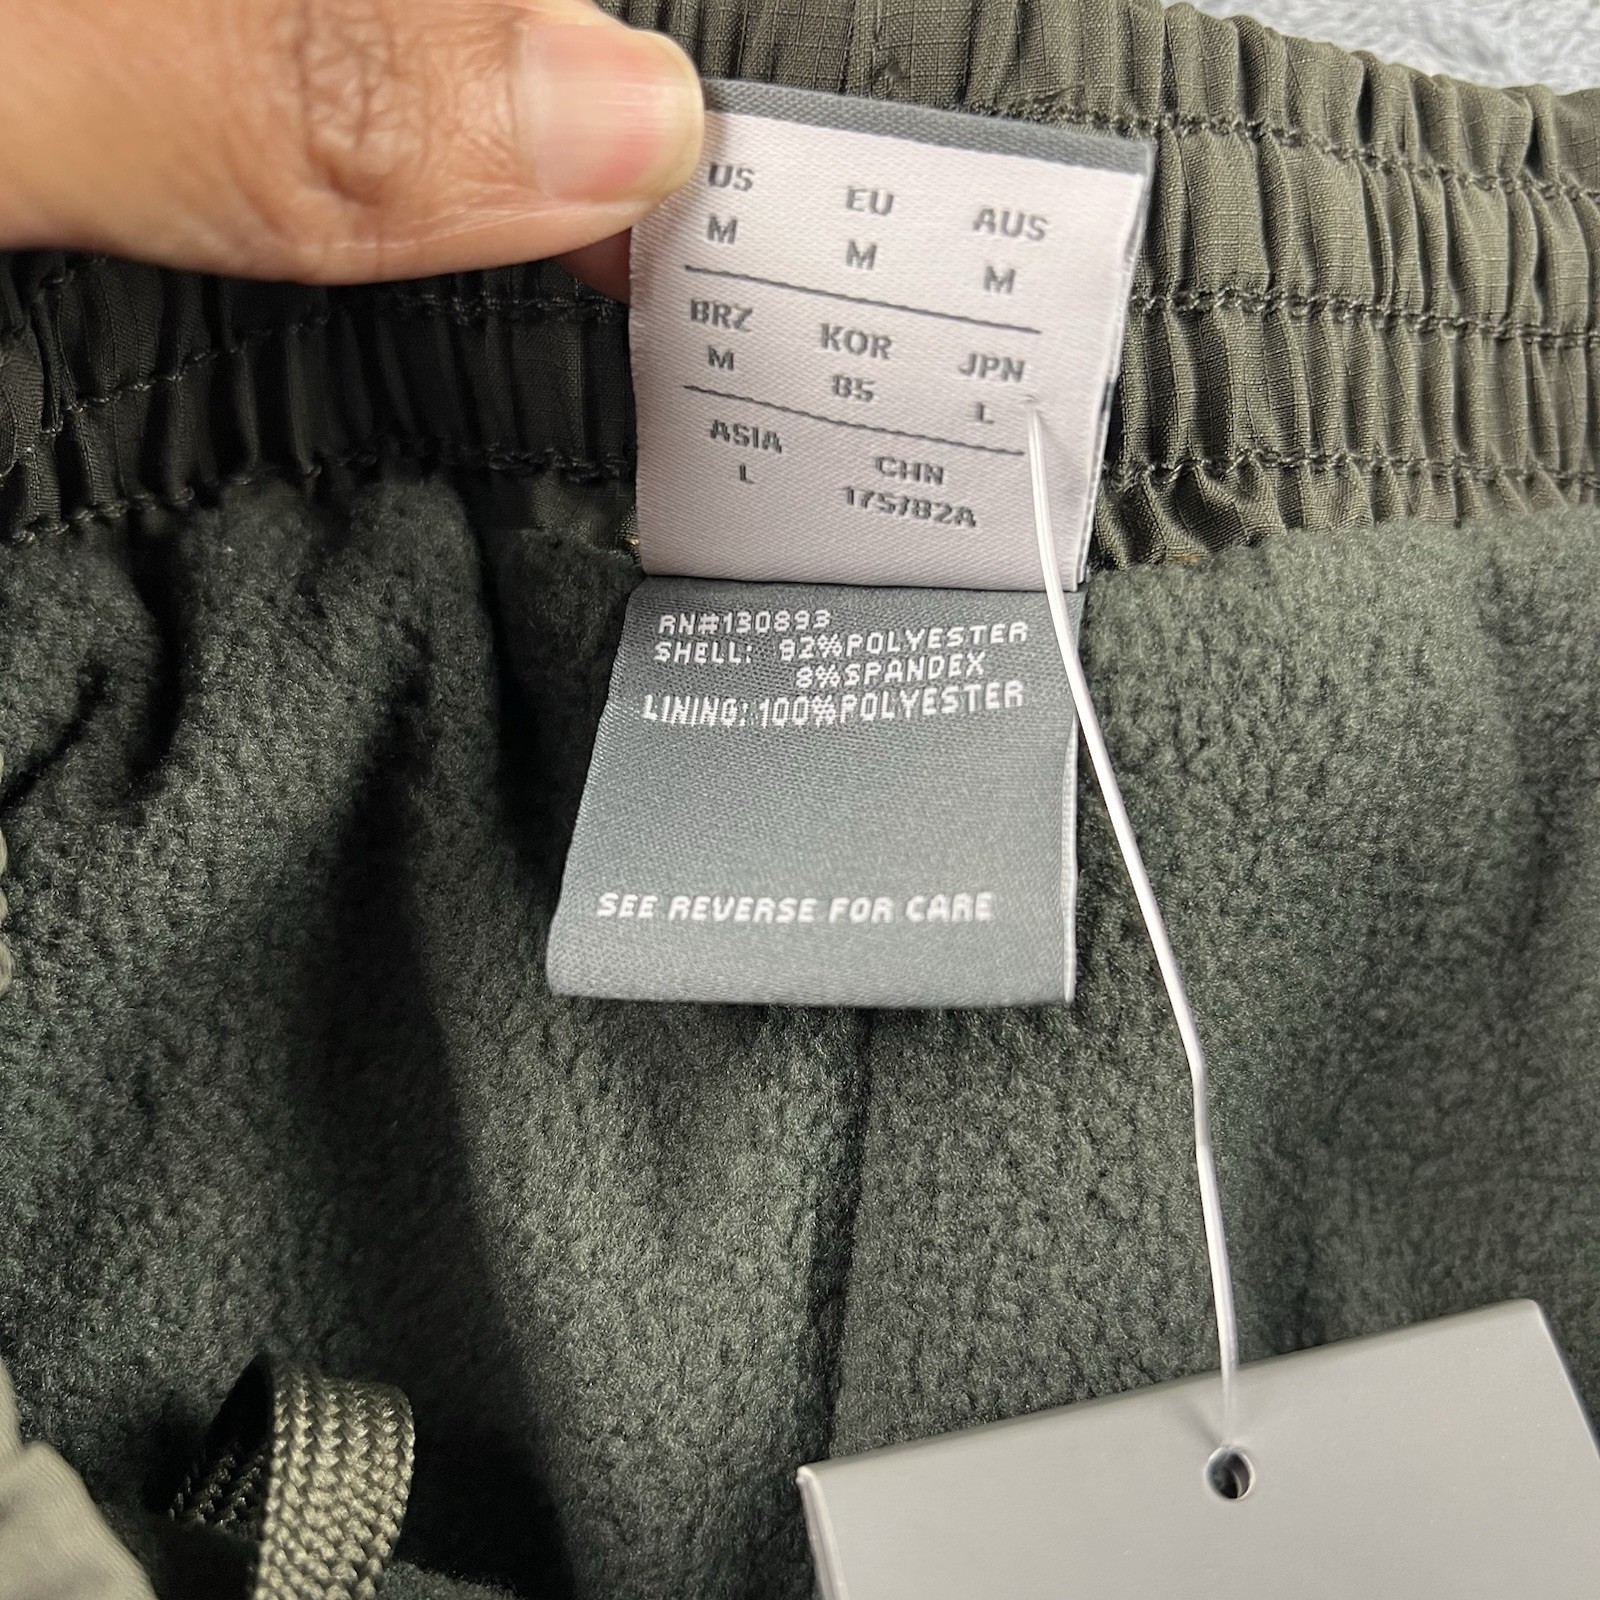 US EU AUS
M M M
BRZ KOR JPN
M 85 L
ASIA CHN
L 175/82A
RN#130893
SHELL: 92%POLYESTER
8%SPANDEX
LINING: 100%POLYESTER
SEE REVERSE FOR CARE